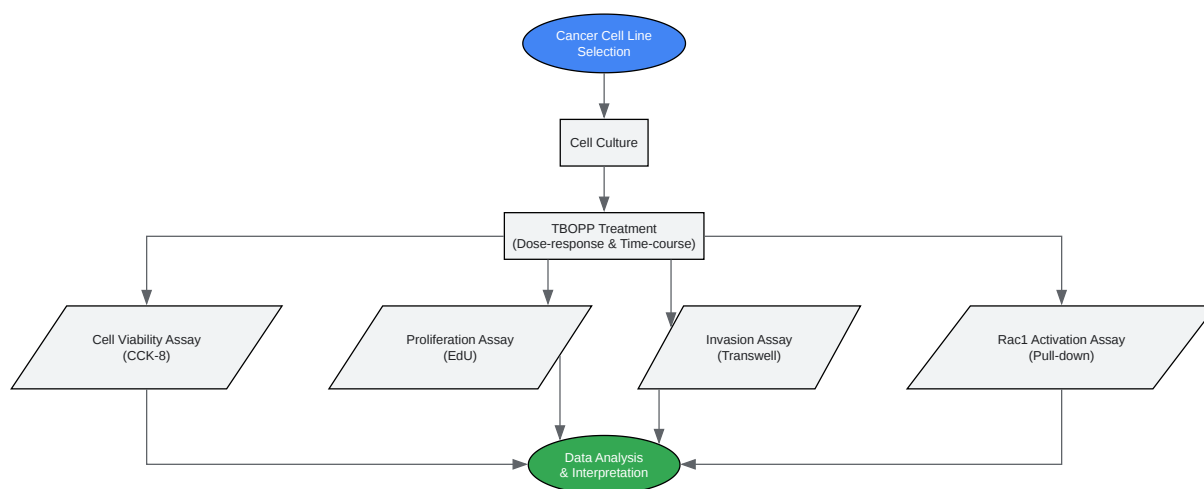 Cancer Cell Line
Selection
Cell Culture
TBOPP Treatment
(Dose-response & Time-course)
Cell Viability Assay
(CCK-8)
Proliferation Assay
(EdU)
Invasion Assay
(Transwell)
Rac1 Activation Assay
(Pull-down)
Data Analysis
& Interpretation